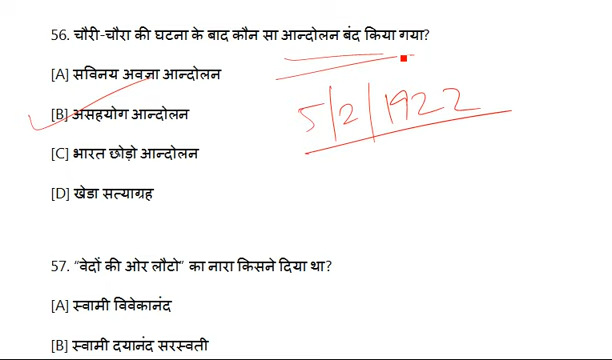 56. चौरी-चौरा की घटना के बाद कौन सा आन्दोलन बंद किया गया?
[A] सविनय अवज्ञा आन्दोलन
5/2/1922
[B] असहयोग आन्दोलन
[C] भारत छोड़ो आन्दोलन
[D] खेडा सत्याग्रह
57. “वेदों की ओर लौटो” का नारा किसने दिया था?
[A] स्वामी विवेकानंद
[B] स्वामी दयानंद सरस्वती